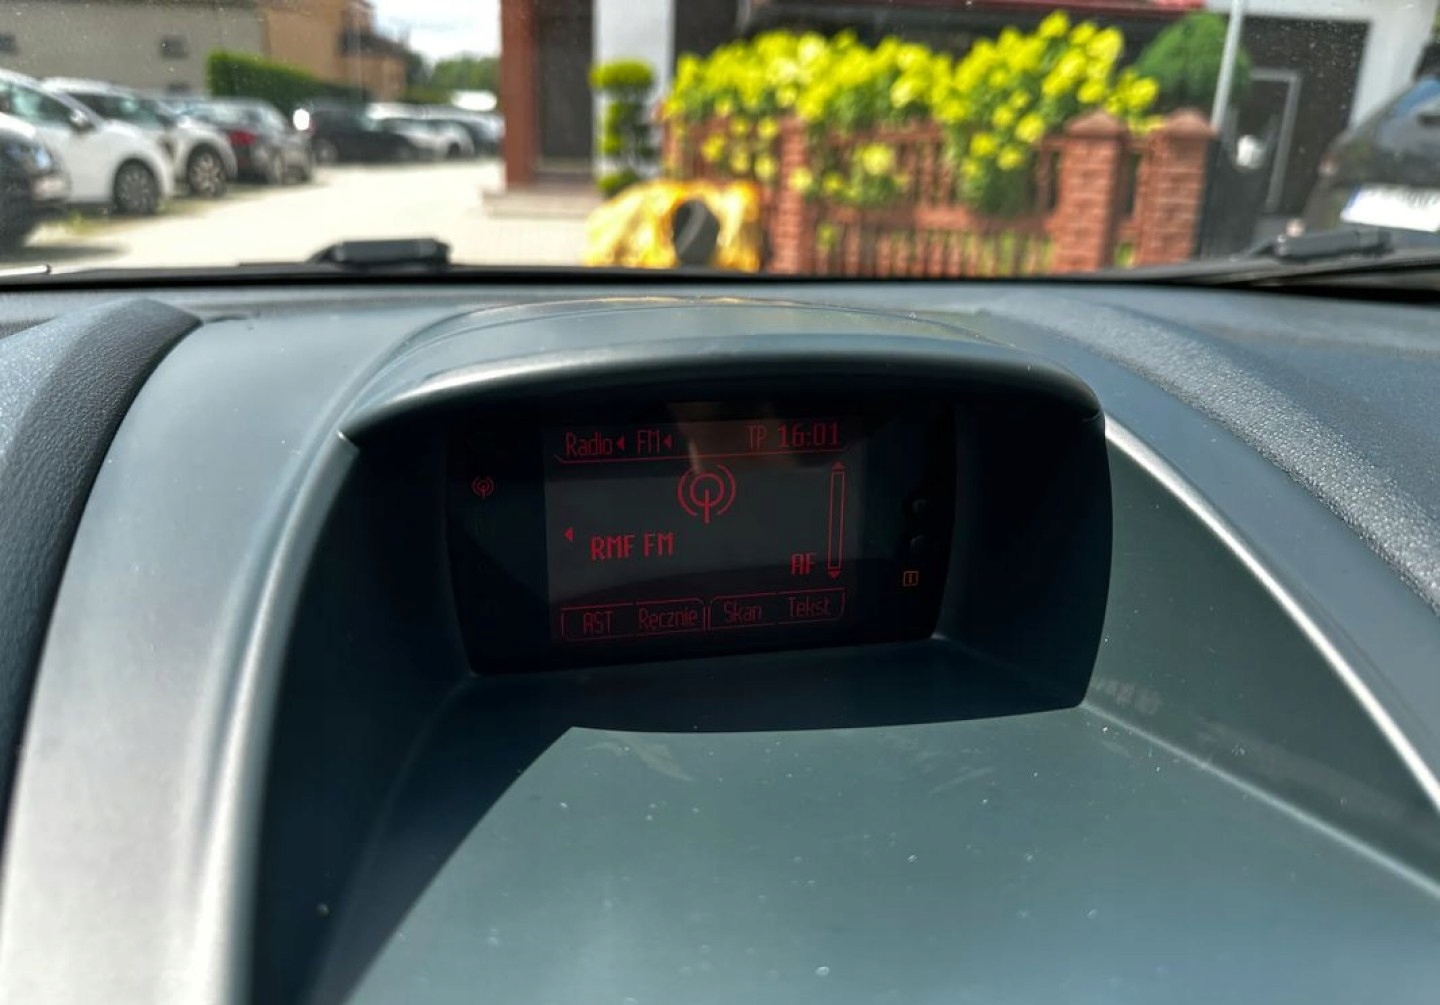 Radio FM TP 16:01
RMF FM
AF
AST Ręcznie Skan Tekst